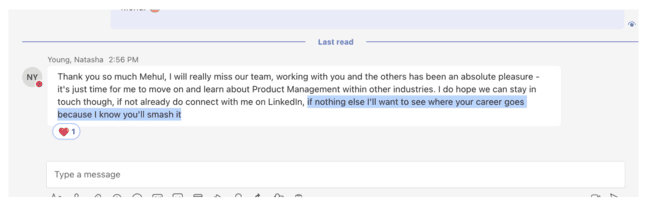 Last read
Young, Natasha 2:56 PM
NY
Thank you so much Mehul, I will really miss our team, working with you and the others has been an absolute pleasure -
it's just time for me to move on and learn about Product Management within other industries. I do hope we can stay in
touch though, if not already do connect with me on LinkedIn, if nothing else I'll want to see where your career goes
because I know you'll smash it
1
Type a message